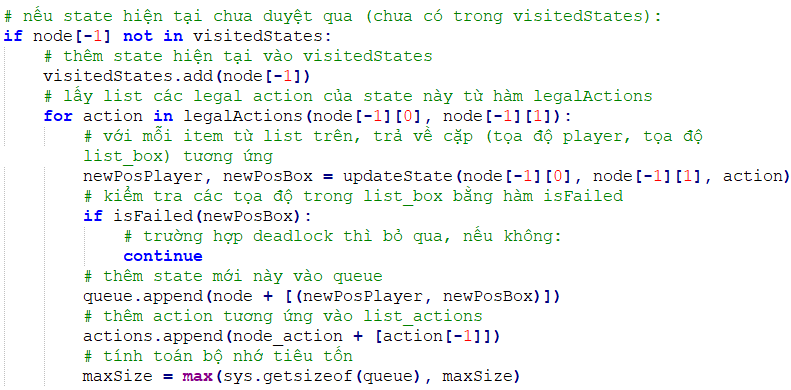 # nếu state hiện tại chưa duyệt qua (chưa có trong visitedStates):
if node[-1] not in visitedStates:
# thêm state hiện tại vào visitedStates
visitedStates.add(node[-1])
# lấy list các legal action của state này từ hàm legalActions
for action in legalActions(node[-1][0], node[-1][1]):
# với mỗi item từ list trên, trả về cặp (tọa độ player, tọa độ
list_box) tương ứng
newPosPlayer, newPosBox = updateState(node[-1][0], node[-1][1], action)
# kiểm tra các tọa độ trong list_box bằng hàm isFailed
if isFailed(newPosBox):
# trường hợp deadlock thì bỏ qua, nếu không:
continue
# thêm state mới này vào queue
queue.append(node + [(newPosPlayer, newPosBox)])
# thêm action tương ứng vào list_actions
actions.append(node_action + [action[-1]])
# tính toán bộ nhớ tiêu tốn
maxSize = max(sys.getsizeof(queue), maxSize)